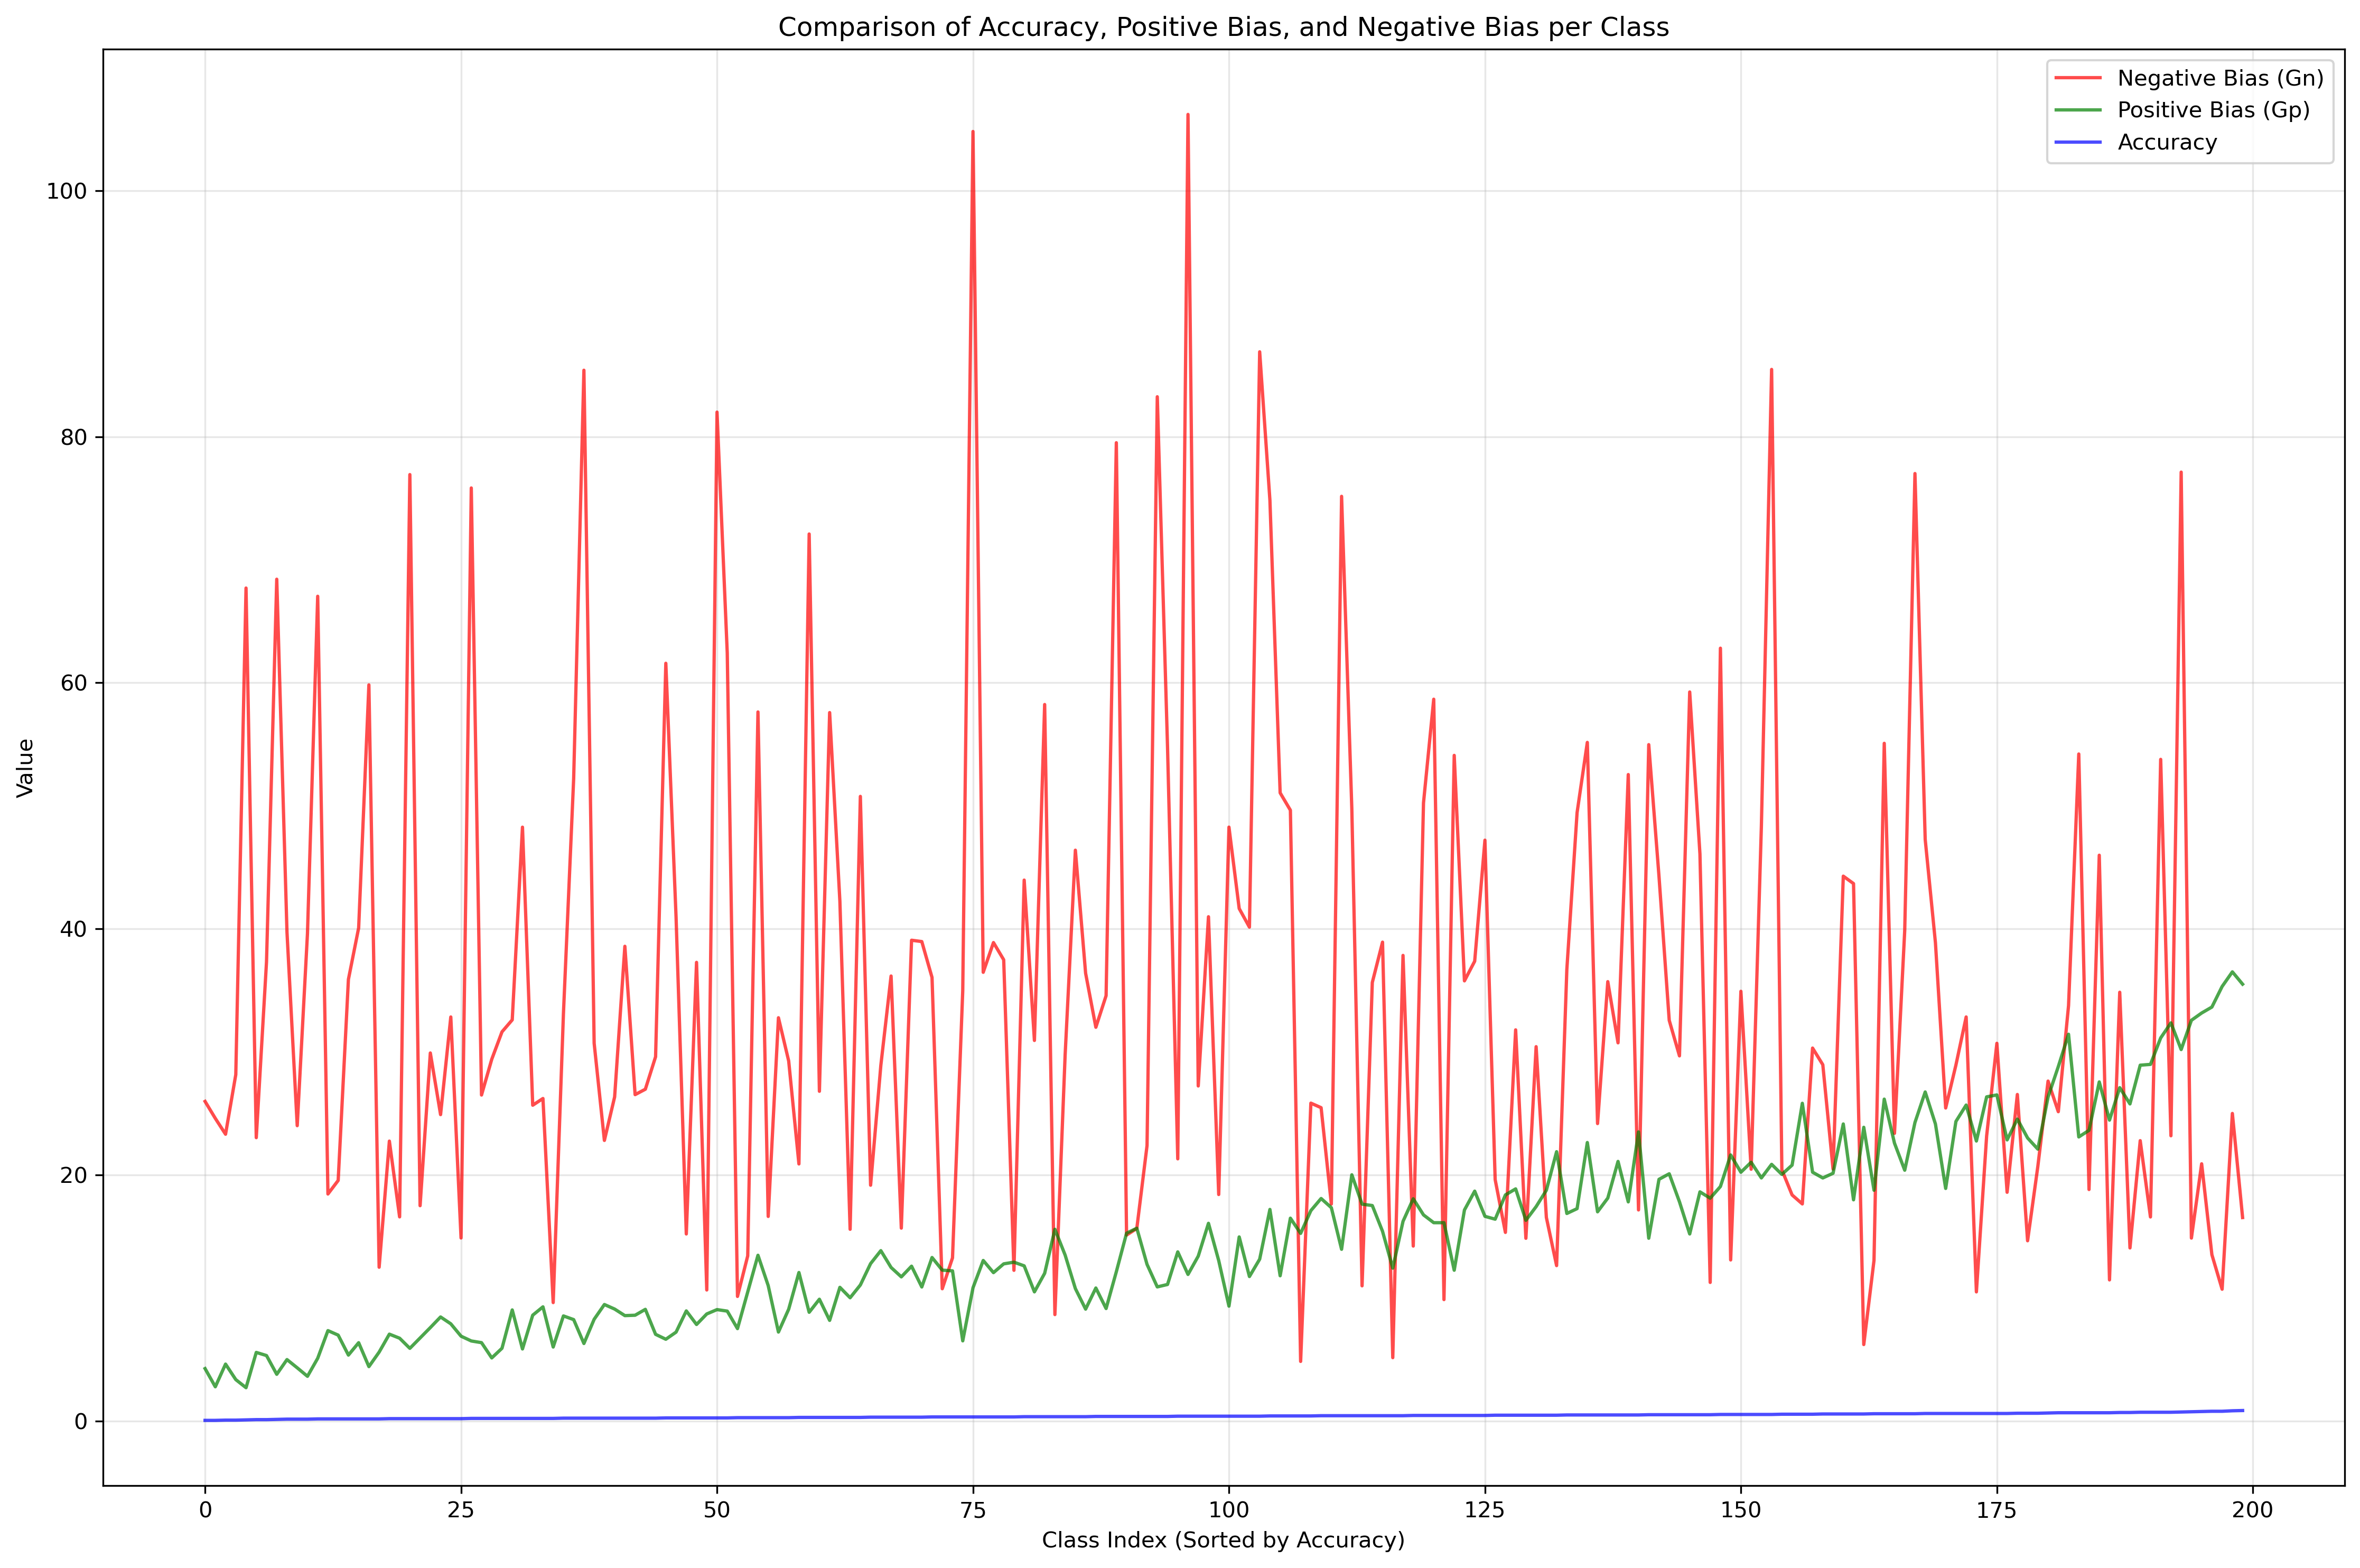 Comparison of Accuracy, Positive Bias, and Negative Bias per Class
Negative Bias (Gn)
Positive Bias (Gp)
Accuracy
100
80
60
40
20
0
Value
0 25 50 75 100 125 150 175 200
Class Index (Sorted by Accuracy)